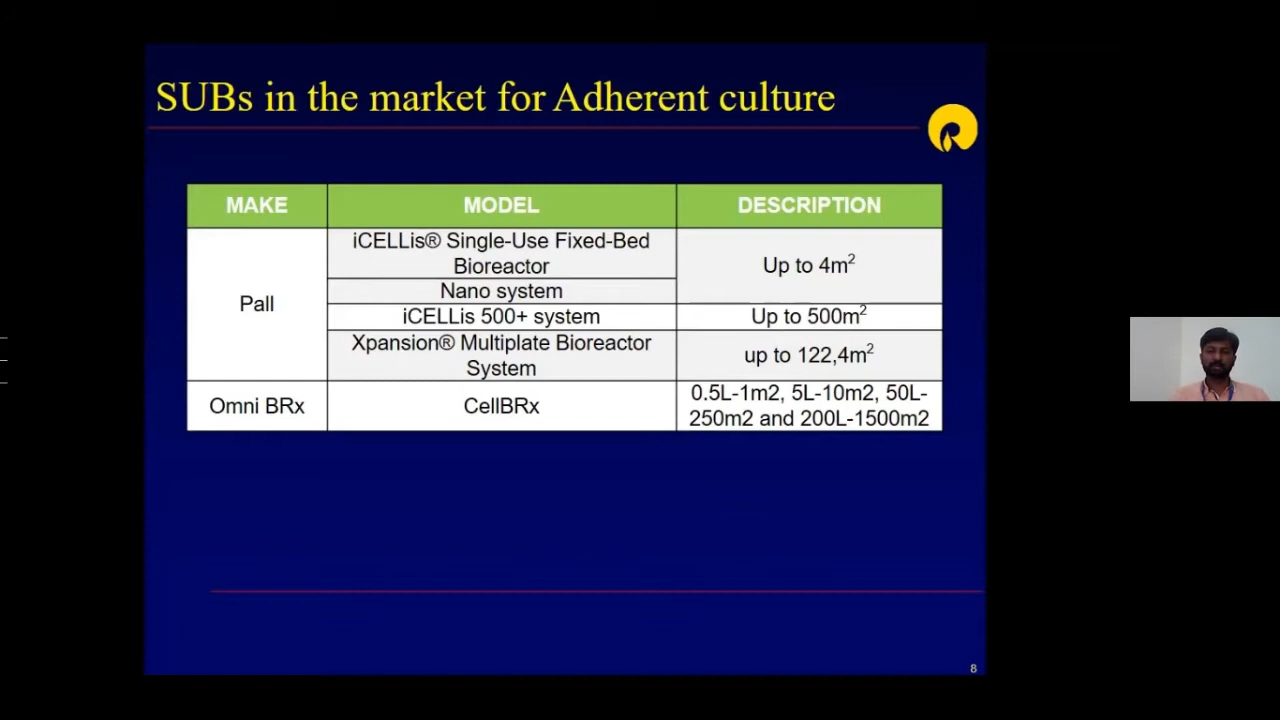 SUBs in the market for Adherent culture
MAKE MODEL DESCRIPTION
Pall
iCELLis® Single-Use Fixed-Bed
Bioreactor
Up to 4m²
Nano system
iCELLis 500+ system
Up to 500m²
Xpansion® Multiplate Bioreactor
System
up to 122,4m²
Omni BRx
CellBRx
0.5L-1m2, 5L-10m2, 50L-
250m2 and 200L-1500m2
8